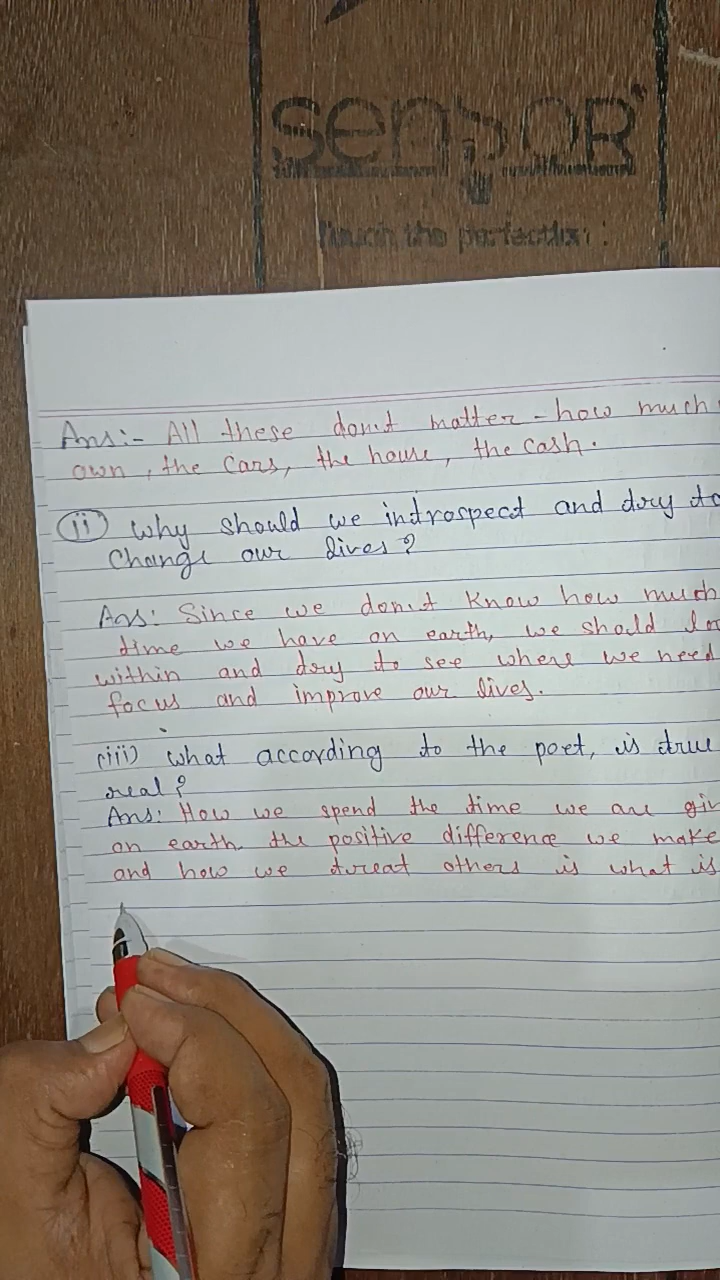 sensor
Touch the perfection
Ans:- All these don't matter - how much
own, the cars, the house, the cash.
(ii) Why should we introspect and try to
change our lives?
Ans: Since we don't know how much
time we have on earth, we should
within and try to see where we need
focus and improve our lives.
(iii) what according to the poet, is true
real?
Ans: How we spend the time we are
on earth. the positive difference we make
and how we treat others is what is